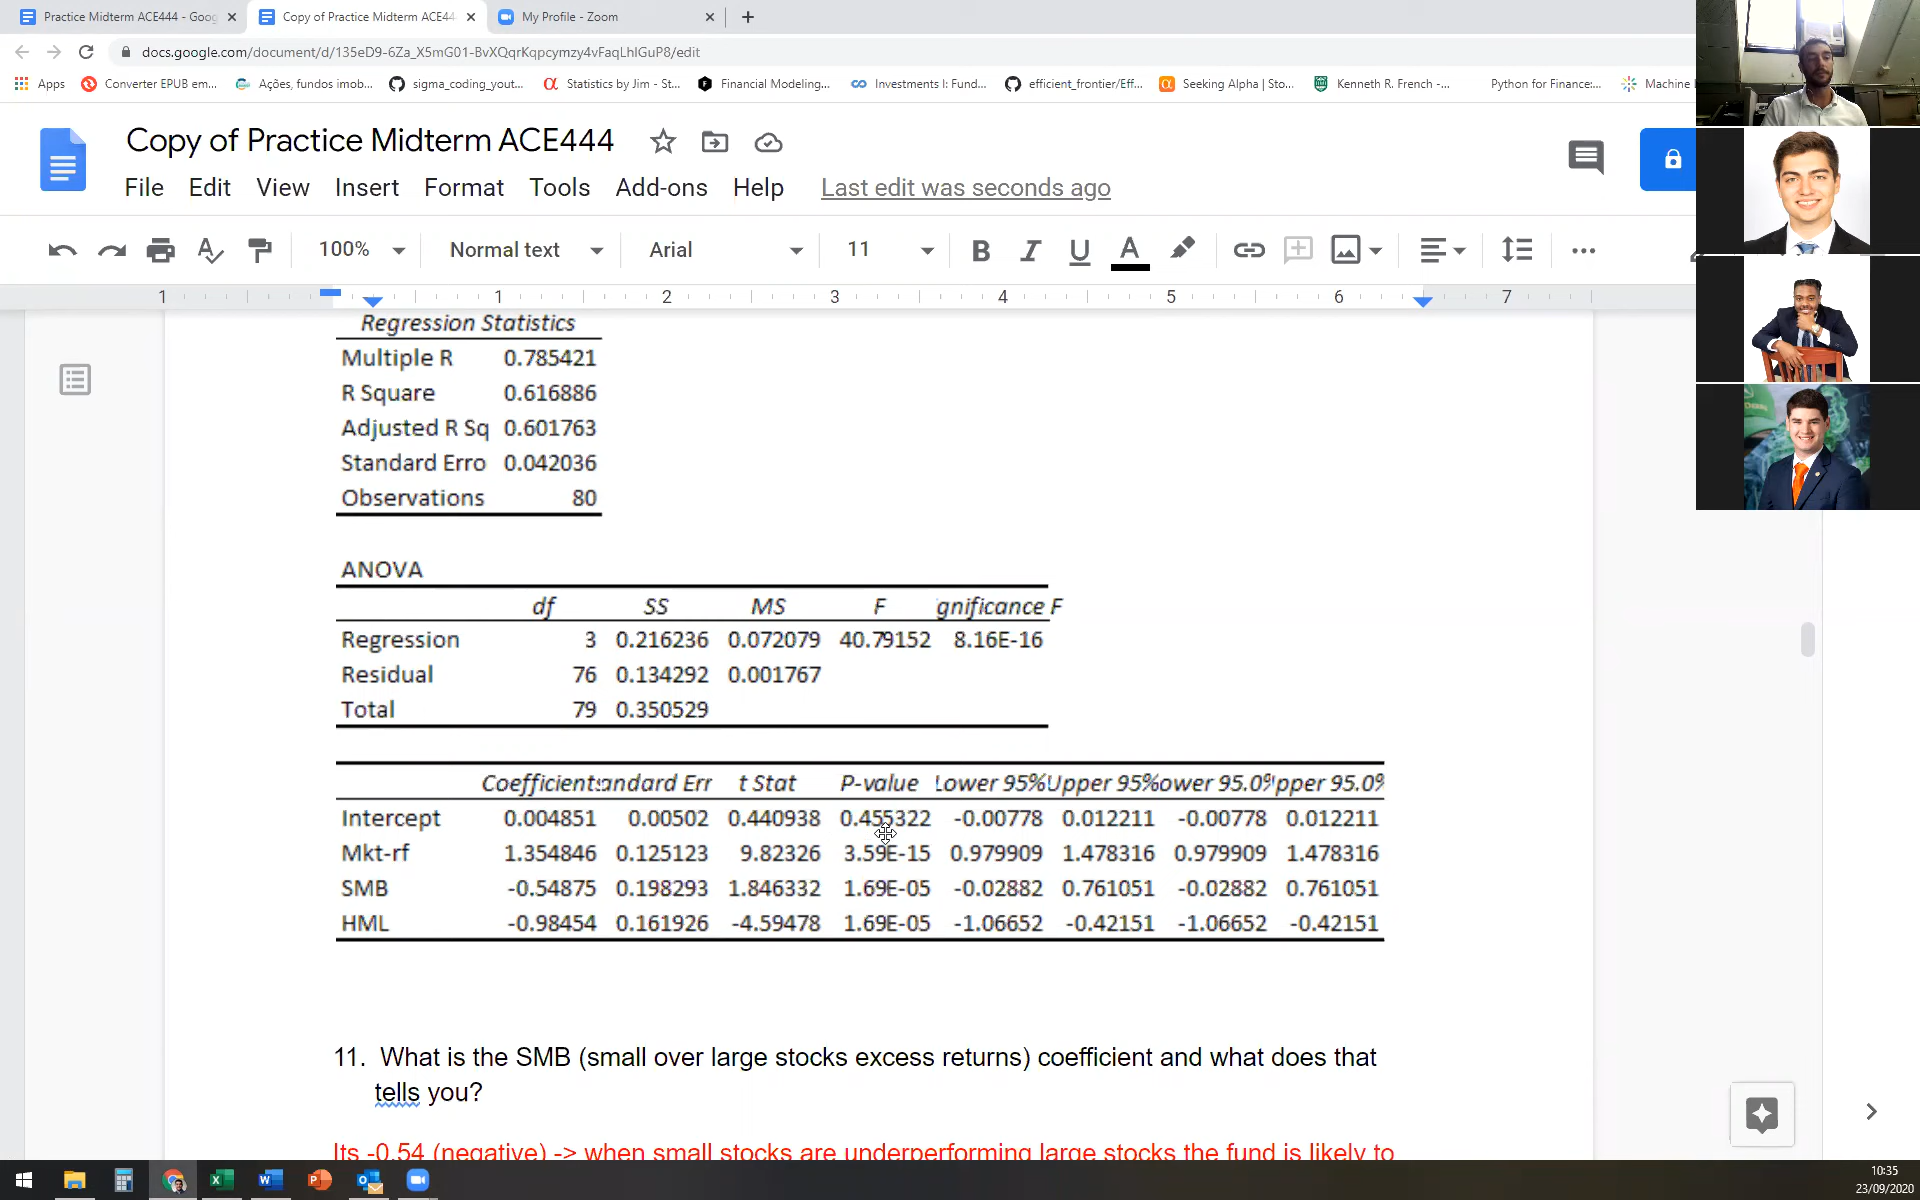 Practice Midterm ACE444 - Goog
Copy of Practice Midterm ACE44
My Profile - Zoom
docs.google.com/document/d/135eD9-6Za_X5mG01-BvXQqrKqpcymzy4vFaqLhlGuP8/edit
Apps Converter EPUB em... Ações, fundos imob... sigma_coding_yout... Statistics by Jim - St... Financial Modeling... Investments I: Fund... efficient_frontier/Eff... Seeking Alpha | Sto... Kenneth R. French -... Python for Finance:... Machine L
Copy of Practice Midterm ACE444
File Edit View Insert Format Tools Add-ons Help Last edit was seconds ago
100% Normal text Arial 11 B I U A
1 1 2 3 4 5 6 7
Regression Statistics
Multiple R 0.785421
R Square 0.616886
Adjusted R Sq 0.601763
Standard Erro 0.042036
Observations 80
ANOVA
df SS MS F gnificance F
Regression 3 0.216236 0.072079 40.79152 8.16E-16
Residual 76 0.134292 0.001767
Total 79 0.350529
Coefficients andard Err t Stat P-value Lower 95% Upper 95% ower 95.0% pper 95.0%
Intercept 0.004851 0.00502 0.440938 0.455322 -0.00778 0.012211 -0.00778 0.012211
Mkt-rf 1.354846 0.125123 9.82326 3.59E-15 0.979909 1.478316 0.979909 1.478316
SMB -0.54875 0.198293 1.846332 1.69E-05 -0.02882 0.761051 -0.02882 0.761051
HML -0.98454 0.161926 -4.59478 1.69E-05 -1.06652 -0.42151 -1.06652 -0.42151
11. What is the SMB (small over large stocks excess returns) coefficient and what does that
tells you?
Its -0.54 (negative) -> when small stocks are underperforming large stocks the fund is likely to
10:35
23/09/2020